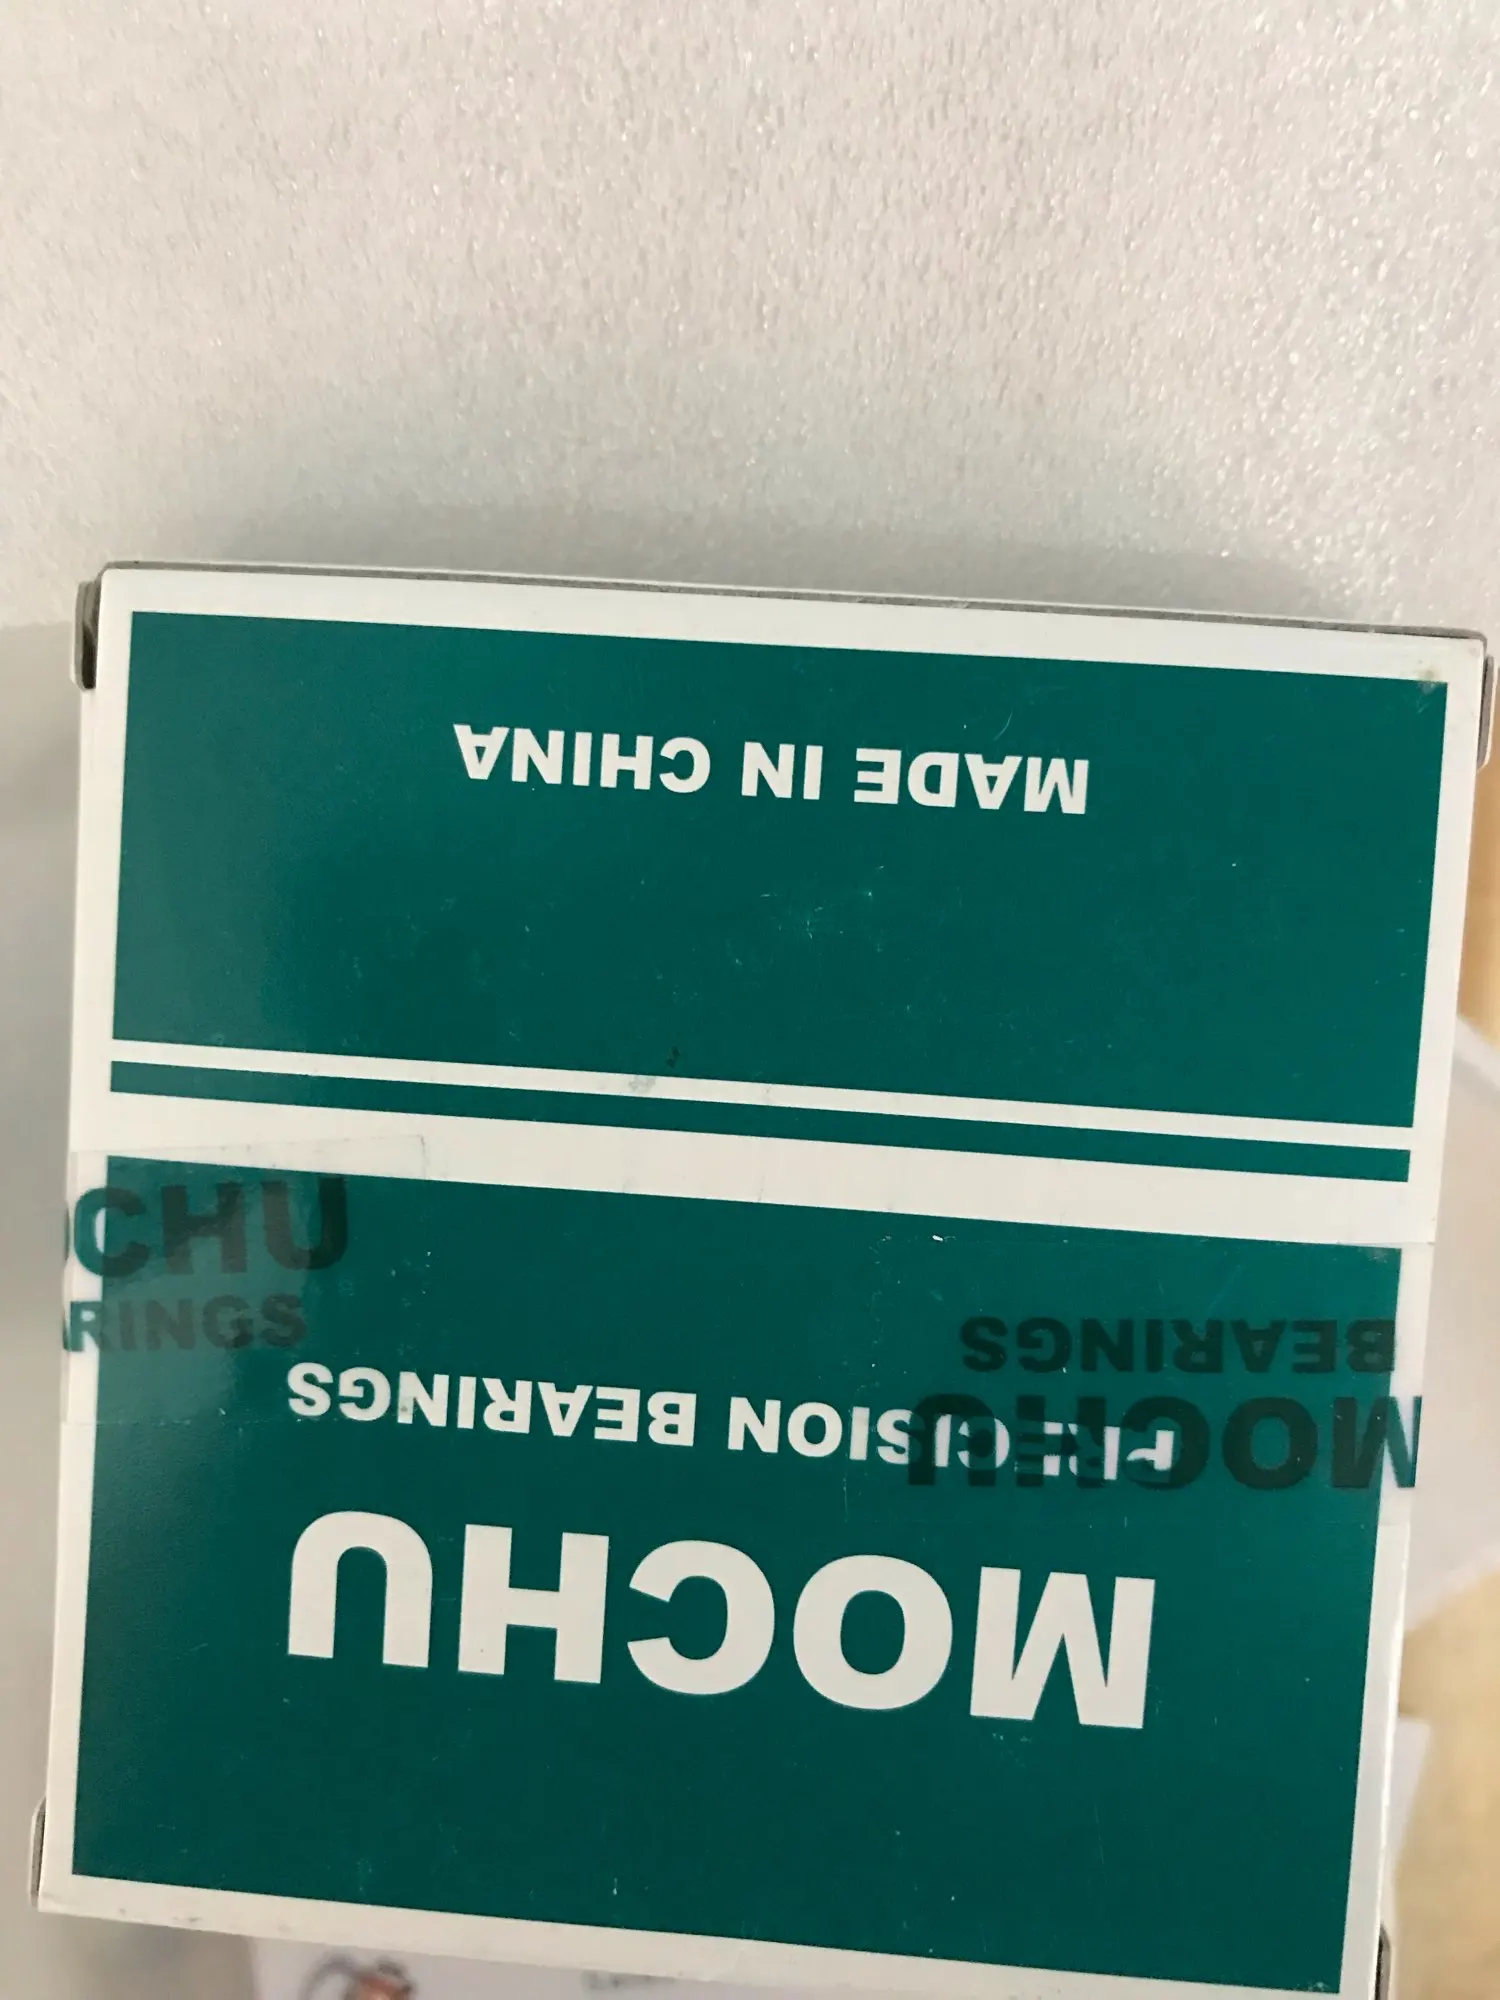 MOCHU
PRECISION BEARINGS
MADE IN CHINA
MOCHU
BEARINGS
CHU
RINGS